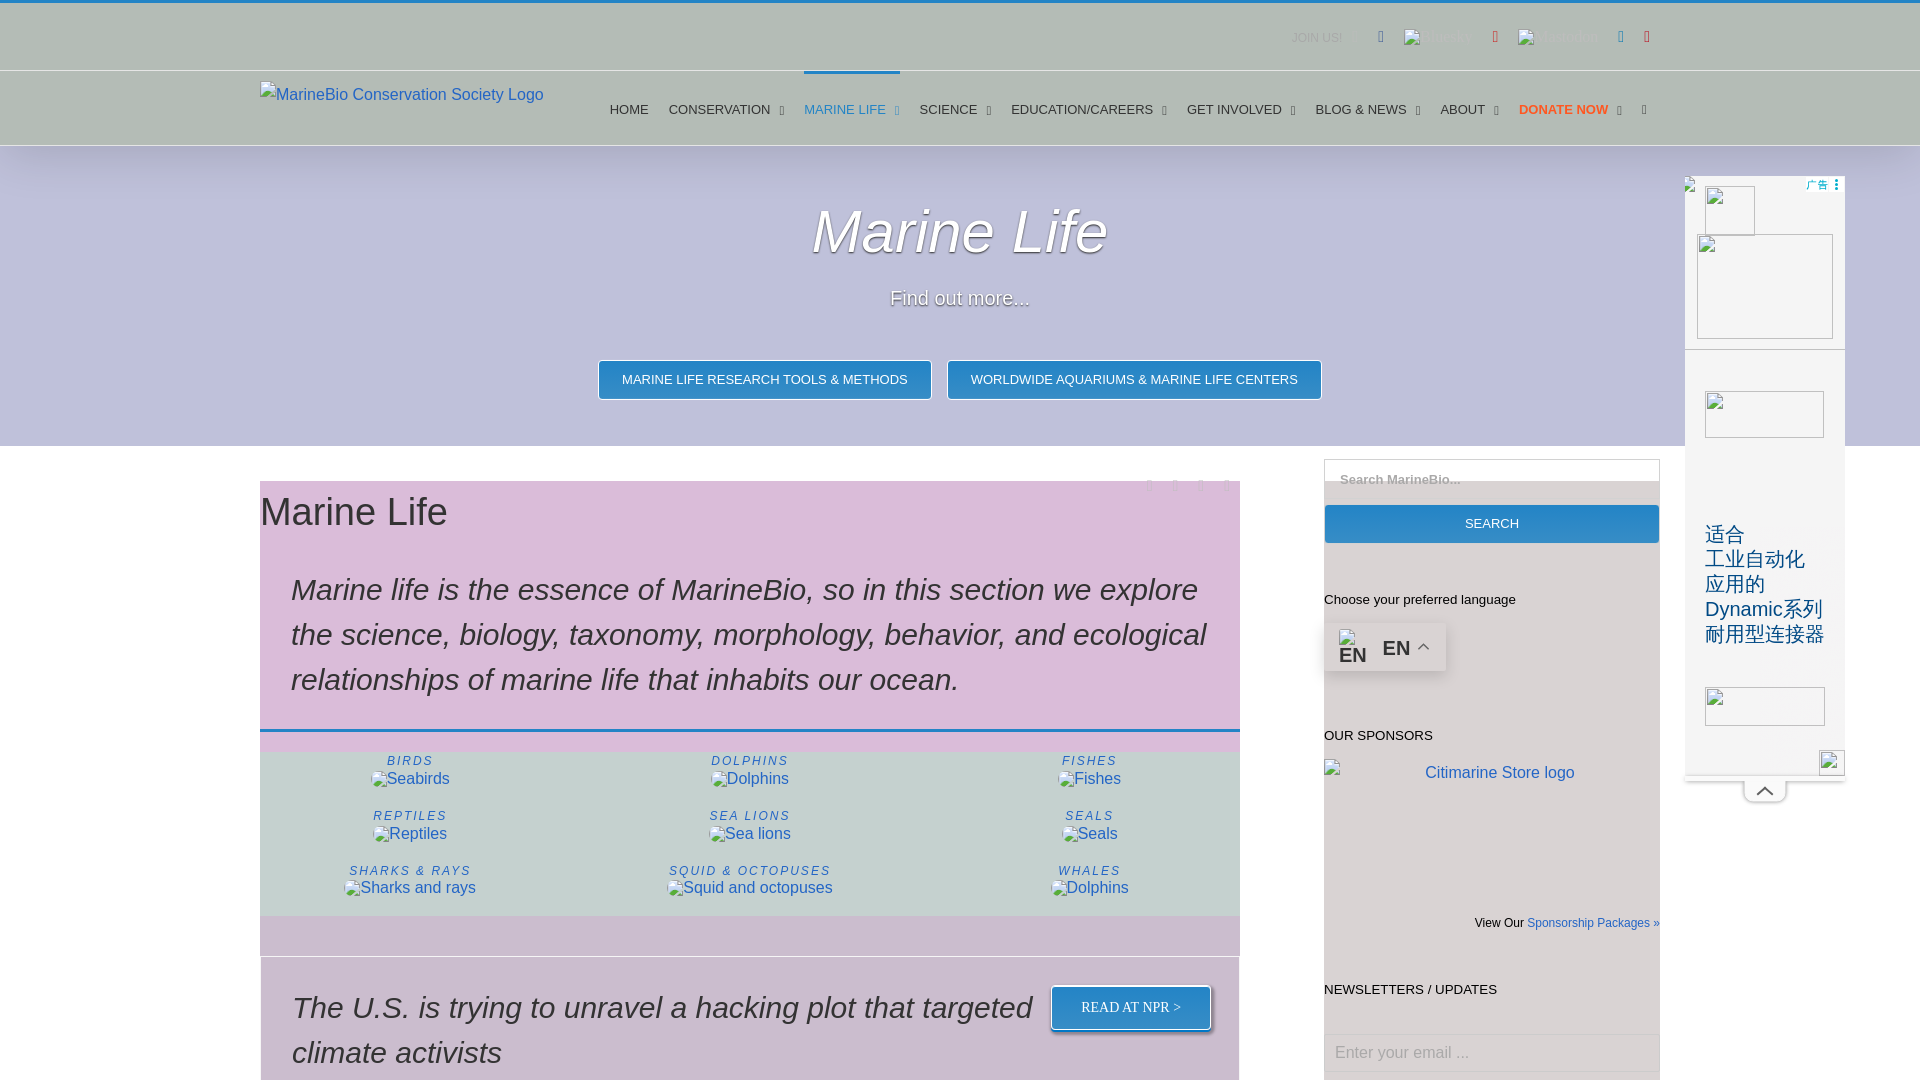 JOIN US!
MarineBio Conservation Society Logo
HOME CONSERVATION MARINE LIFE SCIENCE EDUCATION/CAREERS GET INVOLVED BLOG & NEWS ABOUT DONATE NOW
广告
Marine Life
Find out more...
MARINE LIFE RESEARCH TOOLS & METHODS
WORLDWIDE AQUARIUMS & MARINE LIFE CENTERS
Marine Life
Marine life is the essence of MarineBio, so in this section we explore
the science, biology, taxonomy, morphology, behavior, and ecological
relationships of marine life that inhabits our ocean.
BIRDS
Seabirds
DOLPHINS
Dolphins
FISHES
Fishes
REPTILES
Reptiles
SEA LIONS
Sea lions
SEALS
Seals
SHARKS & RAYS
Sharks and rays
SQUID & OCTOPUSES
Squid and octopuses
WHALES
Dolphins
The U.S. is trying to unravel a hacking plot that targeted
climate activists
READ AT NPR >
Search MarineBio...
SEARCH
Choose your preferred language
EN EN
OUR SPONSORS
Citimarine Store logo
View Our Sponsorship Packages »
NEWSLETTERS / UPDATES
Enter your email ...
适合
工业自动化
应用的
Dynamic系列
耐用型连接器